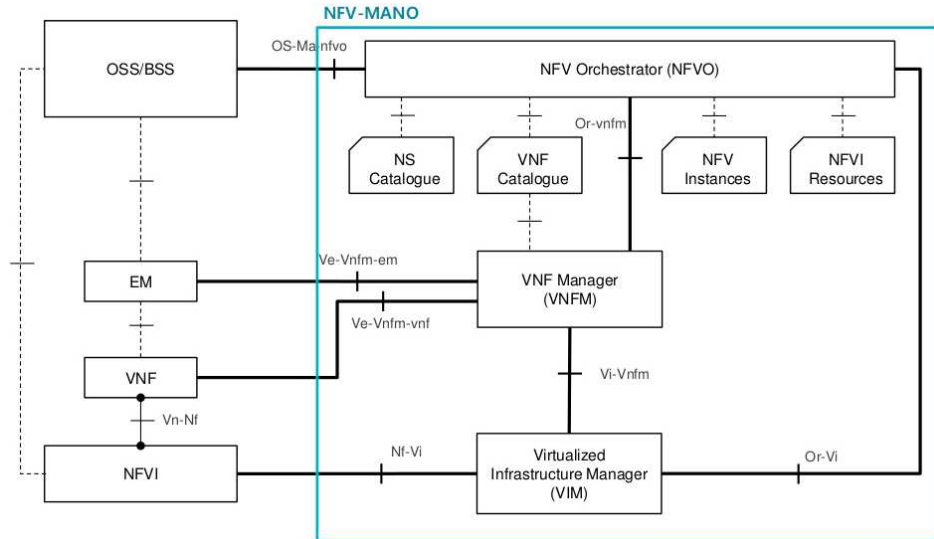 NFV-MANO
OS-Ma-nfvo
OSS/BSS
NFV Orchestrator (NFVO)
Or-vnfm
NS
Catalogue
VNF
Catalogue
NFV
Instances
NFVI
Resources
Ve-Vnfm-em
EM
VNF Manager
(VNFM)
Ve-Vnfm-vnf
VNF
Vi-Vnfm
Vn-Nf
NFVI
Nf-Vi
Virtualized
Infrastructure Manager
(VIM)
Or-Vi